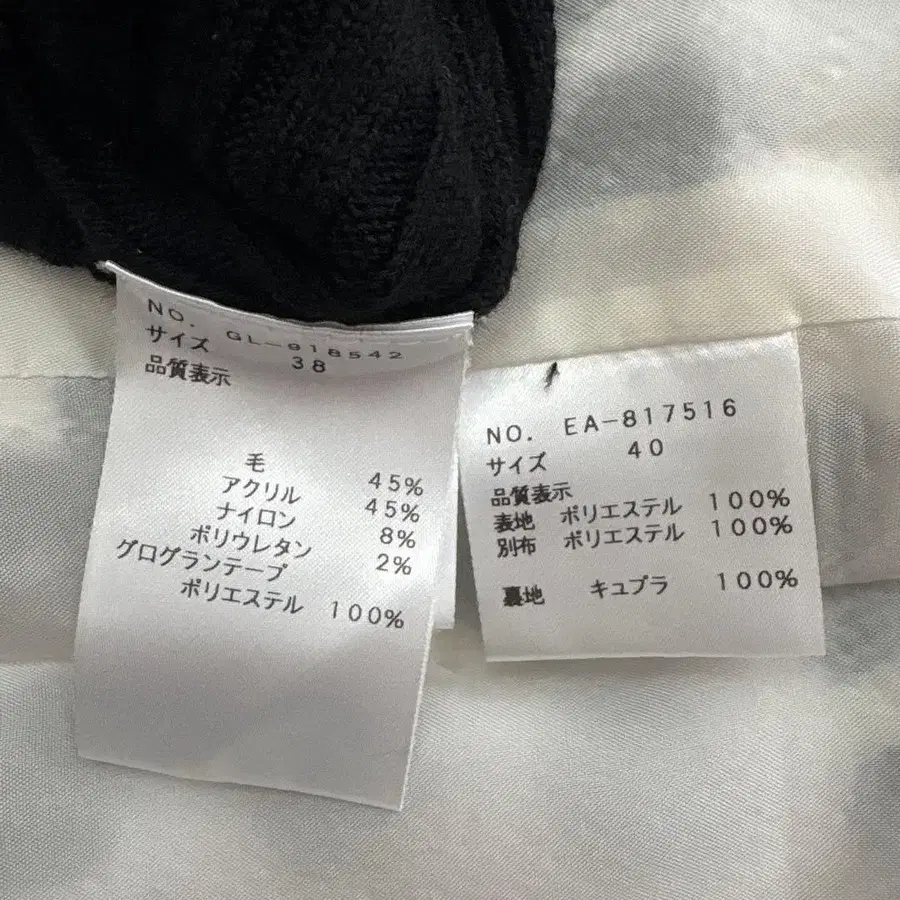 NO. GL-918542
サイズ 38
品質表示
毛 45%
アクリル 45%
ナイロン 8%
ポリウレタン 2%
グログランテープ
ポリエステル 100%
NO. EA-817516
サイズ 40
品質表示
表地 ポリエステル 100%
別布 ポリエステル 100%
裏地 キュプラ 100%